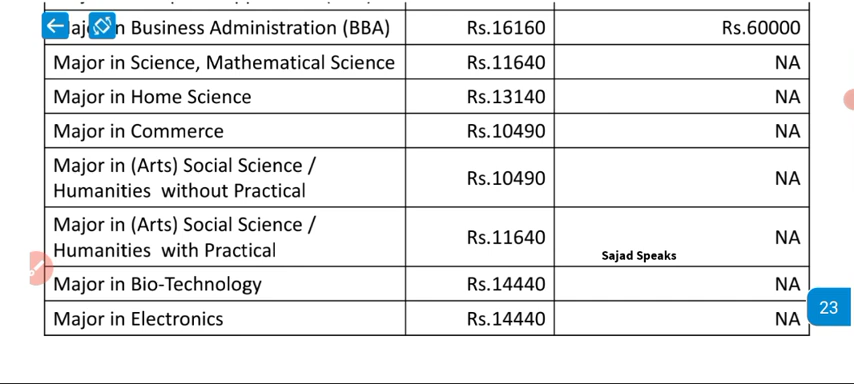 n Business Administration (BBA) Rs.16160 Rs.60000
Major in Science, Mathematical Science Rs.11640 NA
Major in Home Science Rs.13140 NA
Major in Commerce Rs.10490 NA
Major in (Arts) Social Science /
Humanities without Practical Rs.10490 NA
Major in (Arts) Social Science /
Humanities with Practical Rs.11640 NA
Sajad Speaks
Major in Bio-Technology Rs.14440 NA
Major in Electronics Rs.14440 NA
23